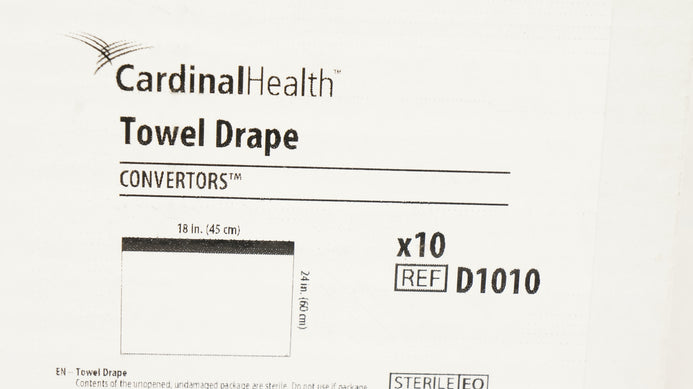 CardinalHealth™
Towel Drape
CONVERTORS™
18 in. (45 cm)
24 in. (60 cm)
x10
REF D1010
EN - Towel Drape
Contents of the unopened, undamaged package are sterile. Do not use if package
STERILE EO